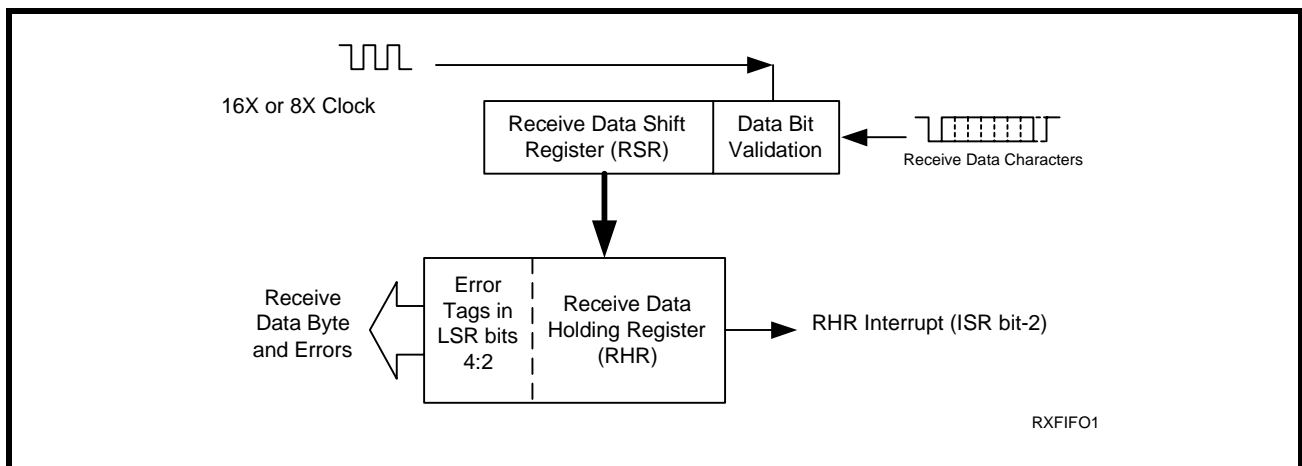 16X or 8X Clock
Receive Data Shift
Register (RSR)
Data Bit
Validation
Receive Data Characters
Receive
Data Byte
and Errors
Error
Tags in
LSR bits
4:2
Receive Data
Holding Register
(RHR)
RHR Interrupt (ISR bit-2)
RXFIFO1